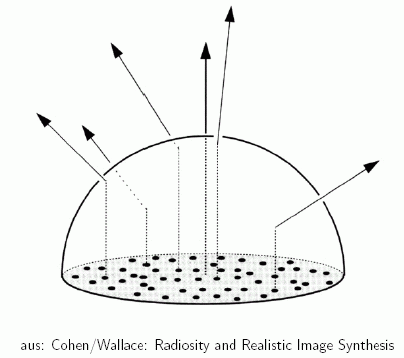 aus: Cohen/Wallace: Radiosity and Realistic Image Synthesis